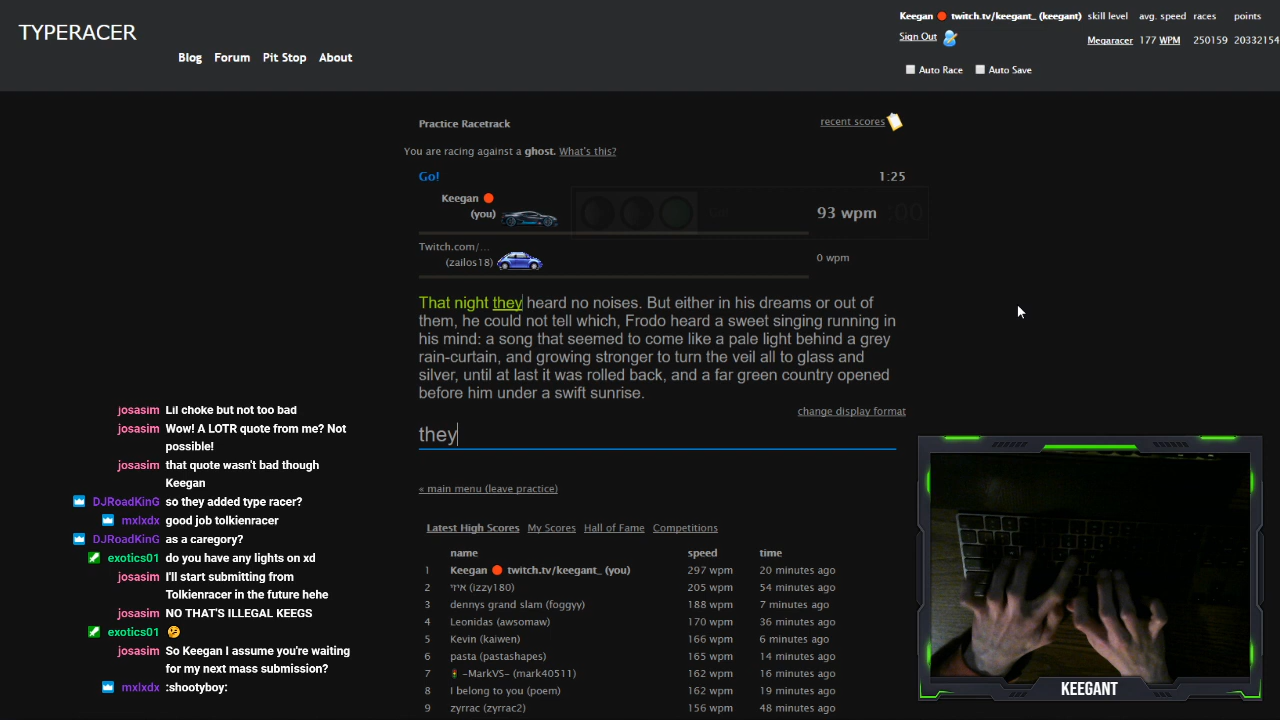 TYPERACER
Blog Forum Pit Stop About
Keegan twitch.tv/keegant_ (keegant) skill level avg. speed races points
Sign Out Megaracer 177 WPM 250159 20332154
Auto Race Auto Save
Practice Racetrack
recent scores
You are racing against a ghost. What's this?
Go! 1:25
Keegan
(you)
93 wpm
Twitch.com/...
(zailos18)
0 wpm
That night they heard no noises. But either in his dreams or out of
them, he could not tell which, Frodo heard a sweet singing running in
his mind: a song that seemed to come like a pale light behind a grey
rain-curtain, and growing stronger to turn the veil all to glass and
silver, until at last it was rolled back, and a far green country opened
before him under a swift sunrise.
change display format
they
« main menu (leave practice)
Latest High Scores My Scores Hall of Fame Competitions
name speed time
1 Keegan twitch.tv/keegant_ (you) 297 wpm 20 minutes ago
2 איזי (izzy180) 205 wpm 54 minutes ago
3 dennys grand slam (foggyy) 188 wpm 7 minutes ago
4 Leonidas (awsomaw) 170 wpm 36 minutes ago
5 Kevin (kaiwen) 166 wpm 6 minutes ago
6 pasta (pastashapes) 165 wpm 14 minutes ago
7 -MarkVS- (mark40511) 162 wpm 16 minutes ago
8 I belong to you (poem) 162 wpm 19 minutes ago
9 zyrrac (zyrrac2) 156 wpm 48 minutes ago
josasim Lil choke but not too bad
josasim Wow! A LOTR quote from me? Not
possible!
josasim that quote wasn't bad though
Keegan
DJRoadKinG so they added type racer?
mxlxdx good job tolkienracer
DJRoadKinG as a caregory?
exotics01 do you have any lights on xd
josasim I'll start submitting from
Tolkienracer in the future hehe
josasim NO THAT'S ILLEGAL KEEGS
exotics01 🤔
josasim So Keegan I assume you're waiting
for my next mass submission?
mxlxdx :shootyboy:
KEEGANT